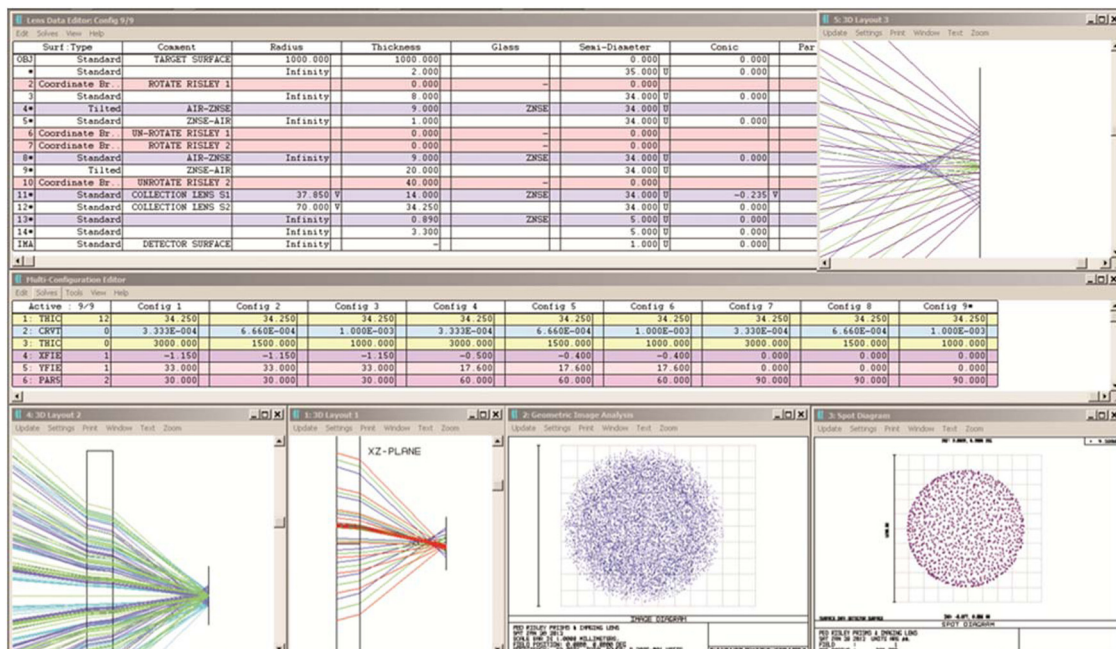 Lens Data Editor: Config 9/9
Edit Solves View Help
Surf:Type Comment Radius Thickness Glass Semi-Diameter Conic Par
OBJ Standard TARGET SURFACE 1000.000 1000.000 0.000 0.000
* Standard Infinity 2.000 35.000 U 0.000
2 Coordinate Br.. ROTATE RISLEY 1 0.000 - 0.000
3 Standard Infinity 8.000 34.000 U 0.000
4* Tilted AIR-ZNSE 9.000 ZNSE 34.000 U
5* Standard ZNSE-AIR Infinity 1.000 34.000 U 0.000
6 Coordinate Br.. UN-ROTATE RISLEY 1 0.000 - 0.000
7 Coordinate Br.. ROTATE RISLEY 2 0.000 - 0.000
8* Standard AIR-ZNSE Infinity 9.000 ZNSE 34.000 U 0.000
9* Tilted ZNSE-AIR 20.000 34.000 U
10 Coordinate Br.. UNROTATE RISLEY 2 40.000 - 0.000
11* Standard COLLECTION LENS S1 37.850 V 14.000 ZNSE 34.000 U -0.235 V
12* Standard COLLECTION LENS S2 70.000 V 34.250 34.000 U 0.000
13* Standard Infinity 0.890 ZNSE 5.000 U 0.000
14* Standard Infinity 3.300 5.000 U 0.000
IMA Standard DETECTOR SURFACE Infinity - 1.000 U 0.000
5: 3D Layout 3
Update Settings Print Window Text Zoom
Multi-Configuration Editor
Edit Solves Tools View Help
Active : 9/9 Config 1 Config 2 Config 3 Config 4 Config 5 Config 6 Config 7 Config 8 Config 9*
1: THIC 12 34.250 34.250 34.250 34.250 34.250 34.250 34.250 34.250 34.250
2: CRVT 0 3.333E-004 6.660E-004 1.000E-003 3.333E-004 6.660E-004 1.000E-003 3.330E-004 6.660E-004 1.000E-003
3: THIC 0 3000.000 1500.000 1000.000 3000.000 1500.000 1000.000 3000.000 1500.000 1000.000
4: XFIE 1 -1.150 -1.150 -1.150 -0.500 -0.400 -0.400 0.000 0.000 0.000
5: YFIE 1 33.000 33.000 33.000 17.600 17.600 17.600 0.000 0.000 0.000
6: PAR5 2 30.000 30.000 30.000 60.000 60.000 60.000 90.000 90.000 90.000
4: 3D Layout 2
Update Settings Print Window Text Zoom
1: 3D Layout 1
Update Settings Print Window Text Zoom
XZ-PLANE
2: Geometric Image Analysis
Update Settings Print Window Text Zoom
IMAGE DIAGRAM
PED RISLEY PRISMS & IMAGING LENS
3: Spot Diagram
Update Settings Print Window Text Zoom
SURFACE IMA: DETECTOR SURFACE
SPOT DIAGRAM
PED RISLEY PRISMS & IMAGING LENS